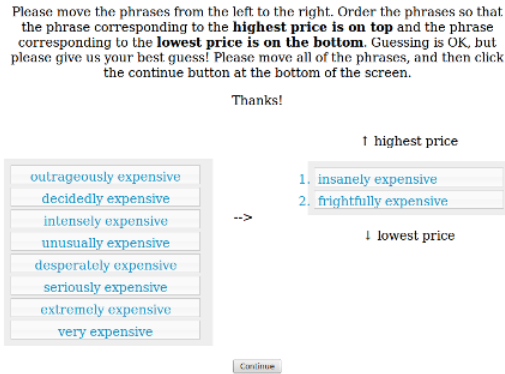 Please move the phrases from the left to the right. Order the phrases so that
the phrase corresponding to the highest price is on top and the phrase
corresponding to the lowest price is on the bottom. Guessing is OK, but
please give us your best guess! Please move all of the phrases, and then click
the continue button at the bottom of the screen.
Thanks!
↑ highest price
outrageously expensive
decidedly expensive
intensely expensive
unusually expensive
desperately expensive
seriously expensive
extremely expensive
very expensive
-->
1. insanely expensive
2. frightfully expensive
↓ lowest price
Continue